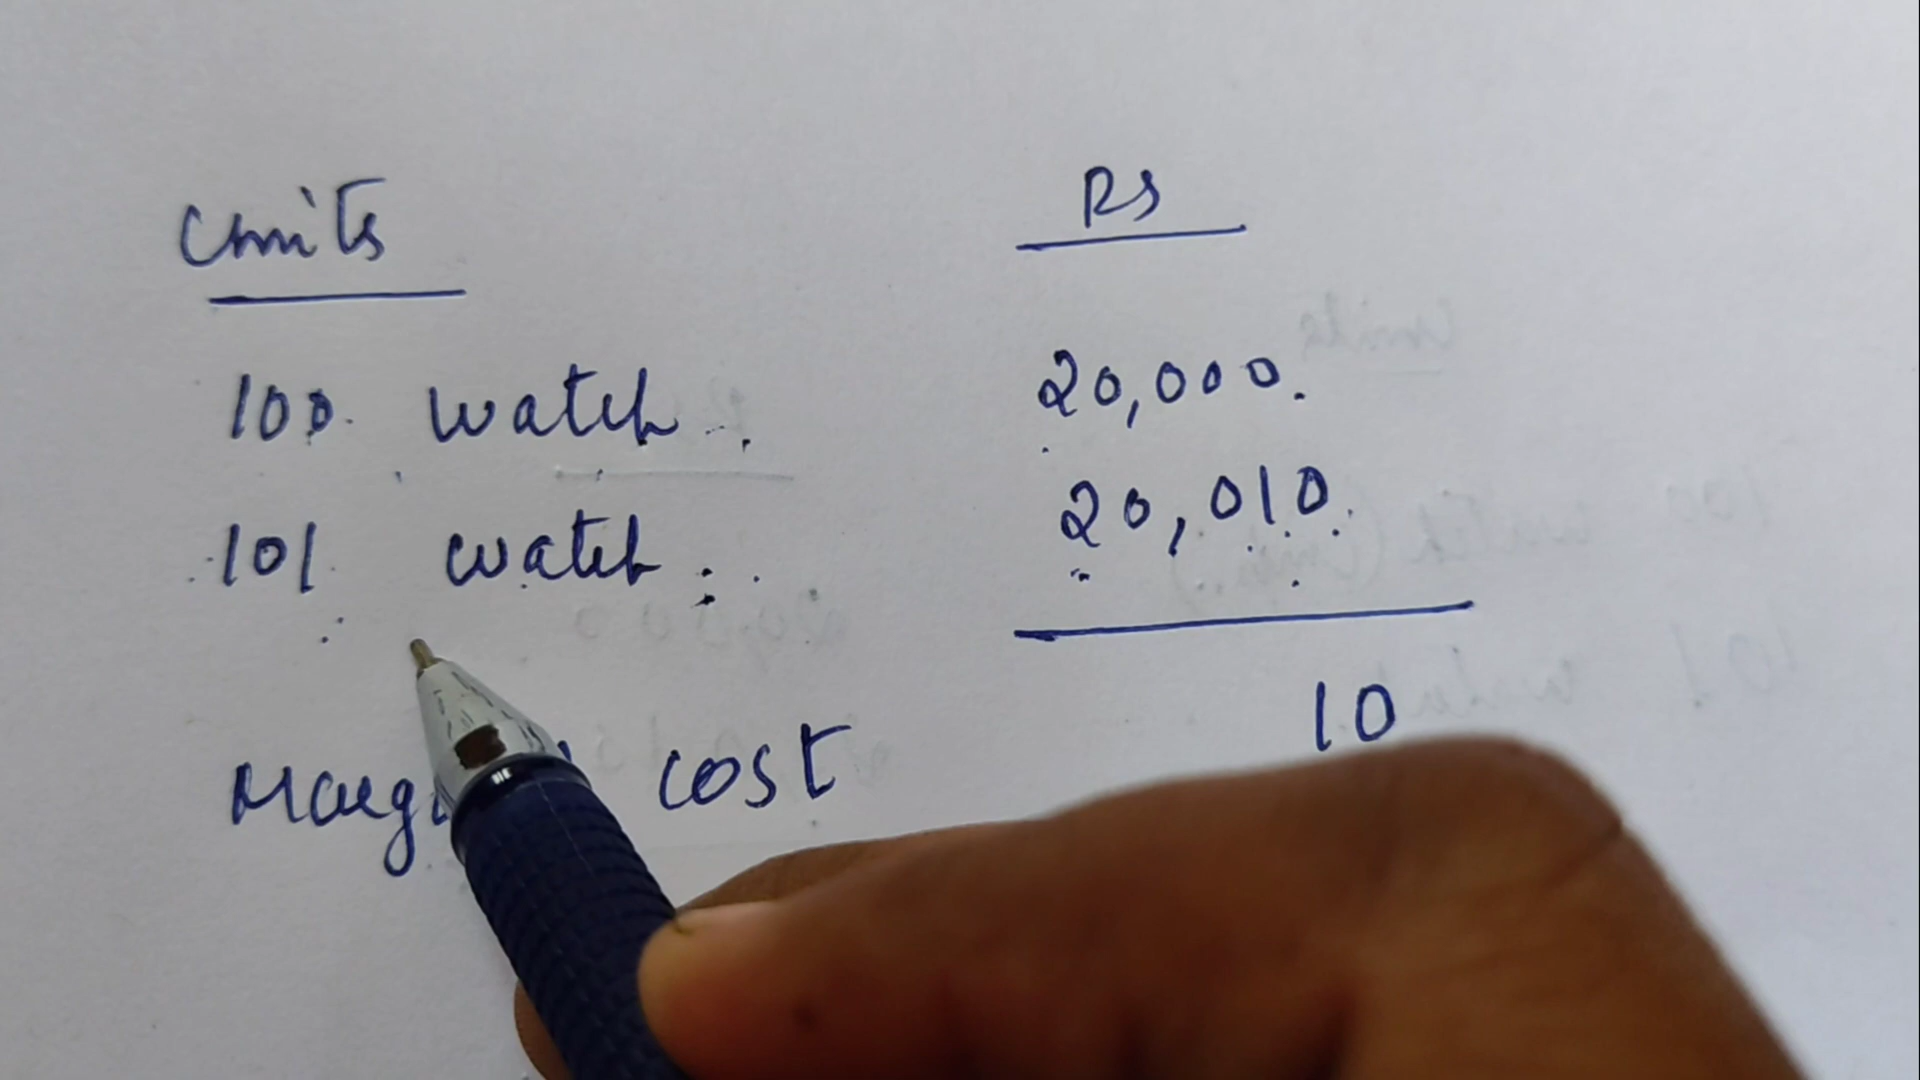 Units Rs
100 watch 20,000
101 watch 20,010
10
cost